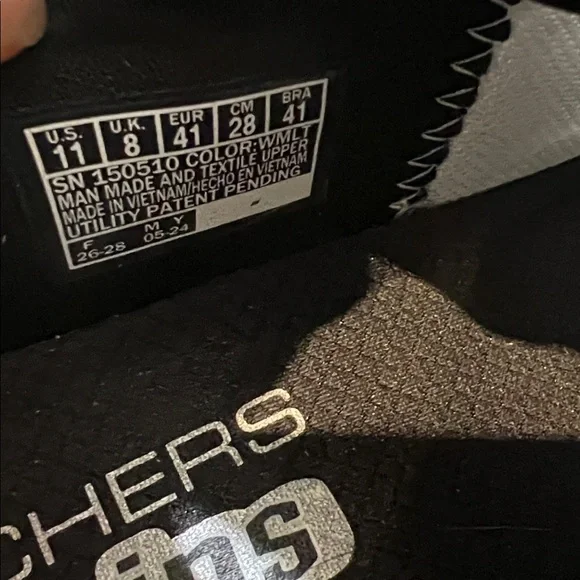 U.S. U.K. EUR CM BRA
11 8 41 28 41
SN 150510 COLOR:WMLT
MAN MADE AND TEXTILE UPPER
MADE IN VIETNAM/HECHO EN VIETNAM
UTILITY PATENT PENDING
F M Y
26-28 05-24 -
CHERS
ans